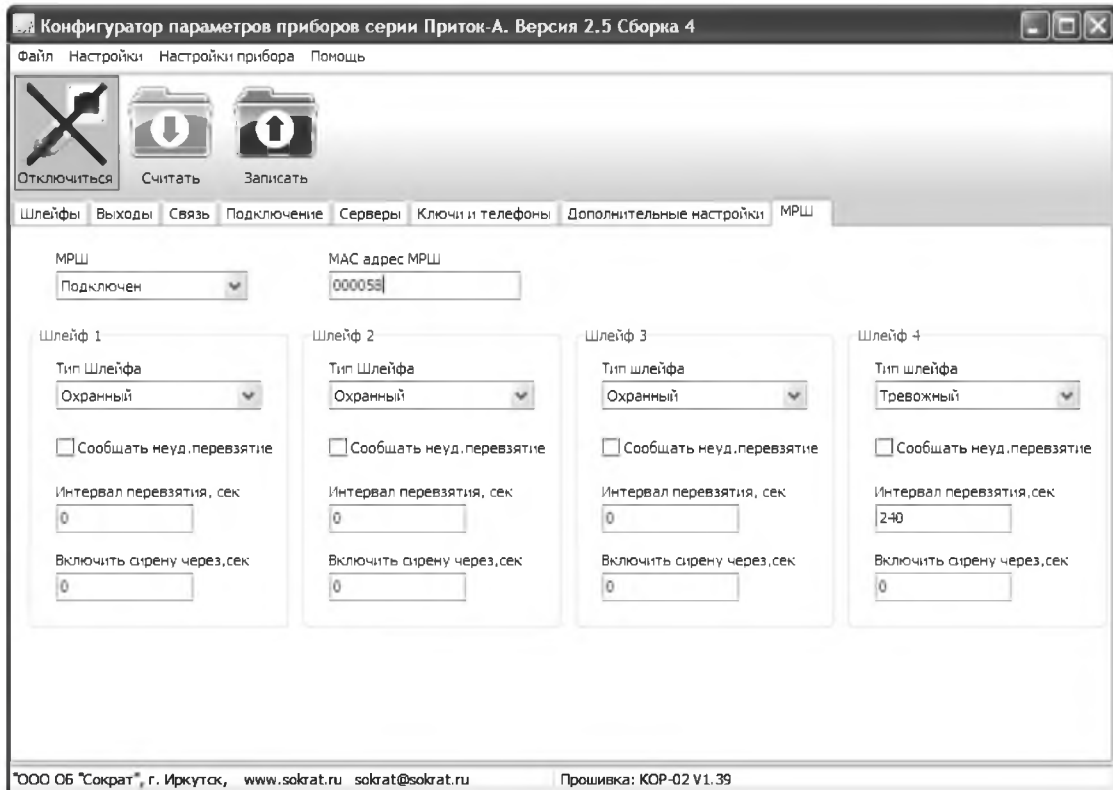 Конфигуратор параметров приборов серии Приток-А. Версия 2.5 Сборка 4
Файл Настройки Настройки прибора Помощь
Отключиться Считать Записать
Шлейфы Выходы Связь Подключение Серверы Ключи и телефоны Дополнительные настройки МРШ
МРШ МАС адрес МРШ
Подключен 000058
Шлейф 1 Шлейф 2 Шлейф 3 Шлейф 4
Тип Шлейфа Тип Шлейфа Тип шлейфа Тип шлейфа
Охранный Охранный Охранный Тревожный
Сообщать неуд.перевзятие Сообщать неуд.перевзятие Сообщать неуд.перевзятие Сообщать неуд.перевзятие
Интервал перевзятия, сек Интервал перевзятия, сек Интервал перевзятия, сек Интервал перевзятия,сек
0 0 0 240
Включить сирену через,сек Включить сирену через,сек Включить сирену через,сек Включить сирену через,сек
0 0 0 0
"ООО ОБ "Сократ", г. Иркутск, www.sokrat.ru sokrat@sokrat.ru Прошивка: КОР-02 V1.39